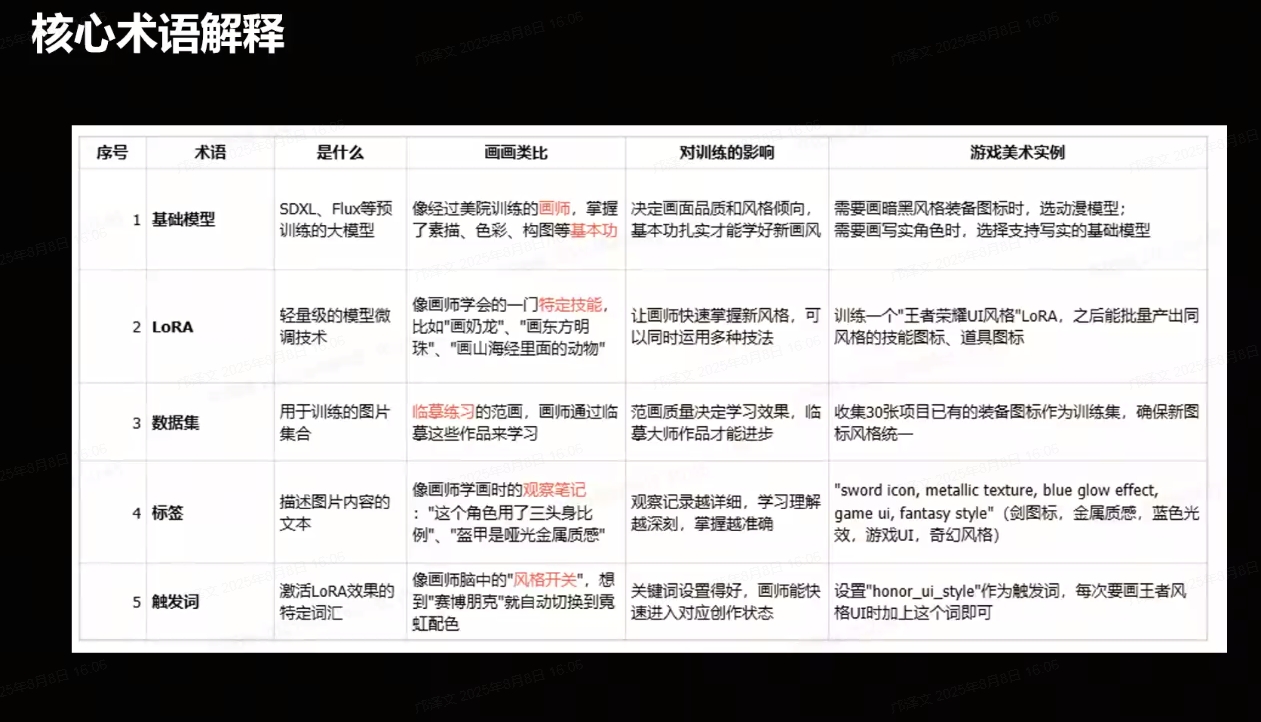 核心术语解释
序号 术语 是什么 画画类比 对训练的影响 游戏美术实例
1 基础模型
SDXL、Flux等预
训练的大模型
像经过美院训练的画师，掌握
了素描、色彩、构图等基本功
决定画面品质和风格倾向，
基本功扎实才能学好新画风
需要画暗黑风格装备图标时，选动漫模型；
需要画写实角色时，选择支持写实的基础模型
2 LoRA
轻量级的模型微
调技术
像画师学会的一门特定技能，
比如"画奶龙"、"画东方明
珠"、"画山海经里面的动物"
让画师快速掌握新风格，可
以同时运用多种技法
训练一个"王者荣耀UI风格"LoRA，之后能批量产出同
风格的技能图标、道具图标
3 数据集
用于训练的图片
集合
临摹练习的范画，画师通过临
摹这些作品来学习
范画质量决定学习效果，临
摹大师作品才能进步
收集30张项目已有的装备图标作为训练集，确保新图
标风格统一
4 标签
描述图片内容的
文本
像画师学画时的观察笔记
："这个角色用了三头身比
例"、"盔甲是哑光金属质感"
观察记录越详细，学习理解
越深刻，掌握越准确
"sword icon, metallic texture, blue glow effect,
game ui, fantasy style"（剑图标，金属质感，蓝色光
效，游戏UI，奇幻风格）
5 触发词
激活LoRA效果的
特定词汇
像画师脑中的"风格开关"，想
到"赛博朋克"就自动切换到霓
虹配色
关键词设置得好，画师能快
速进入对应创作状态
设置"honor_ui_style"作为触发词，每次要画王者风
格UI时加上这个词即可
2025年8月8日 16:06